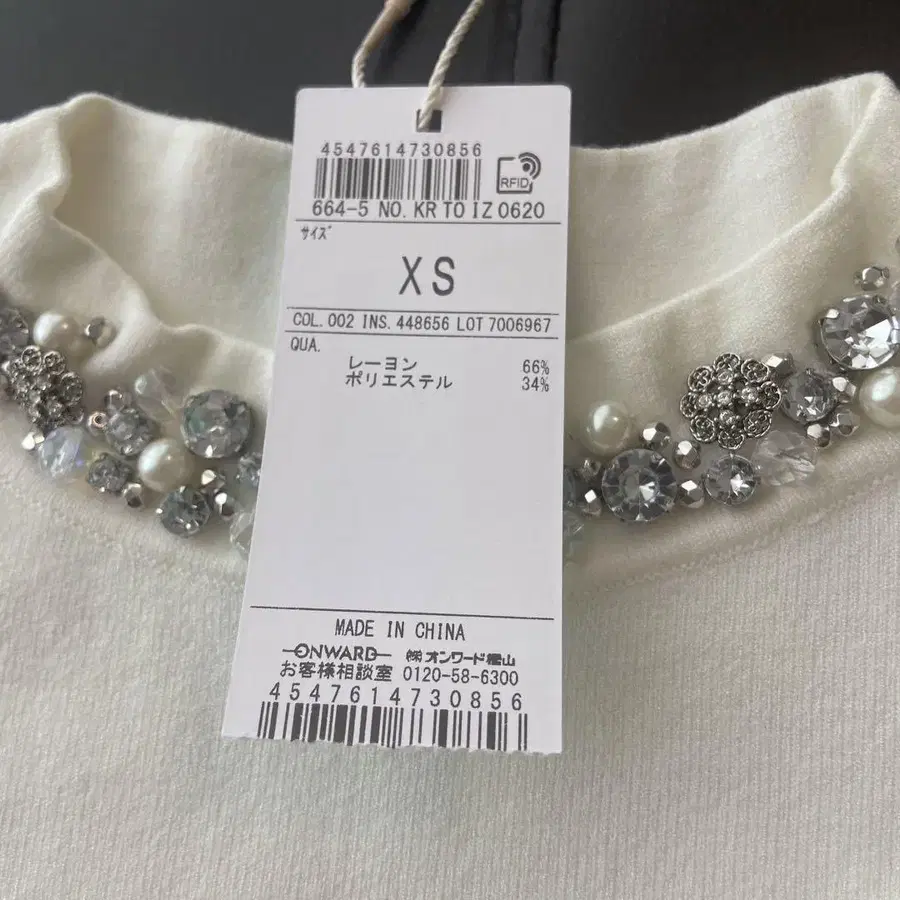 4547614730856
RFID
664-5 NO. KR TO IZ 0620
ｻｲｽﾞ
XS
COL. 002 INS. 448656 LOT 7006967
QUA.
レーヨン 66%
ポリエステル 34%
MADE IN CHINA
ONWARD ㈱オンワード樫山
お客様相談室 0120-58-6300
4547614730856